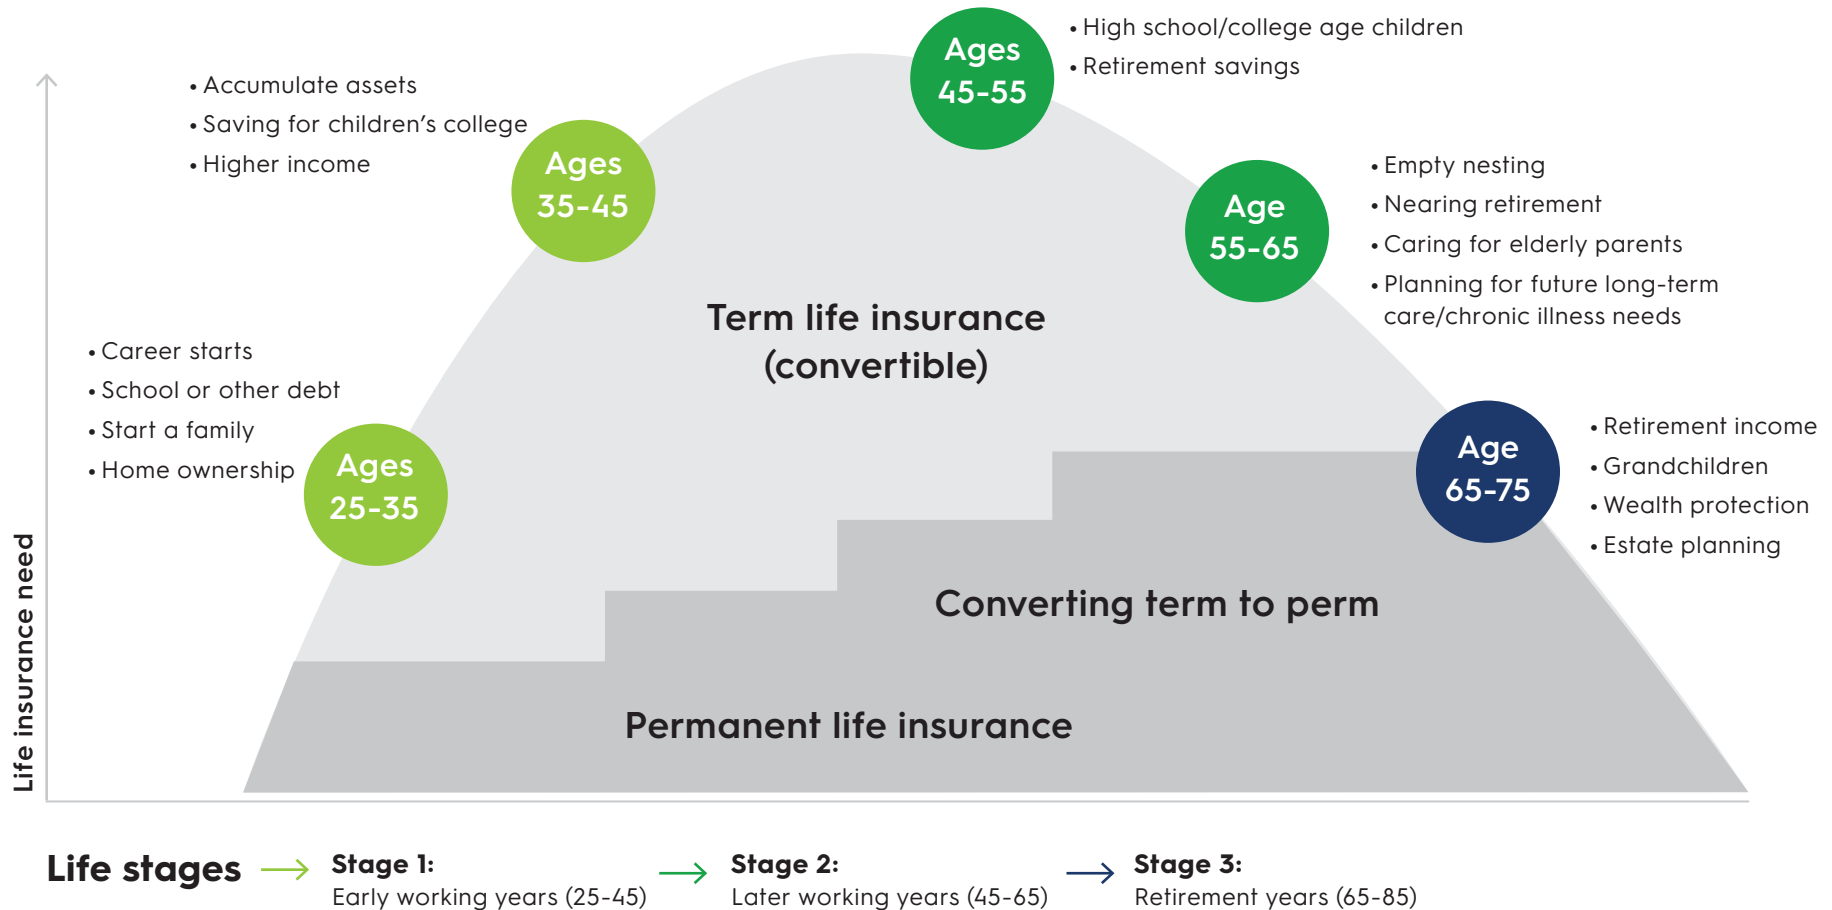 • Accumulate assets
• Saving for children’s college
• Higher income
Ages
35-45
Ages
45-55
• High school/college age children
• Retirement savings
Age
55-65
• Empty nesting
• Nearing retirement
• Caring for elderly parents
• Planning for future long-term
care/chronic illness needs
• Career starts
• School or other debt
• Start a family
• Home ownership
Ages
25-35
Term life insurance
(convertible)
Age
65-75
• Retirement income
• Grandchildren
• Wealth protection
• Estate planning
Converting term to perm
Permanent life insurance
Life insurance need
Life stages
Stage 1:
Early working years (25-45)
Stage 2:
Later working years (45-65)
Stage 3:
Retirement years (65-85)